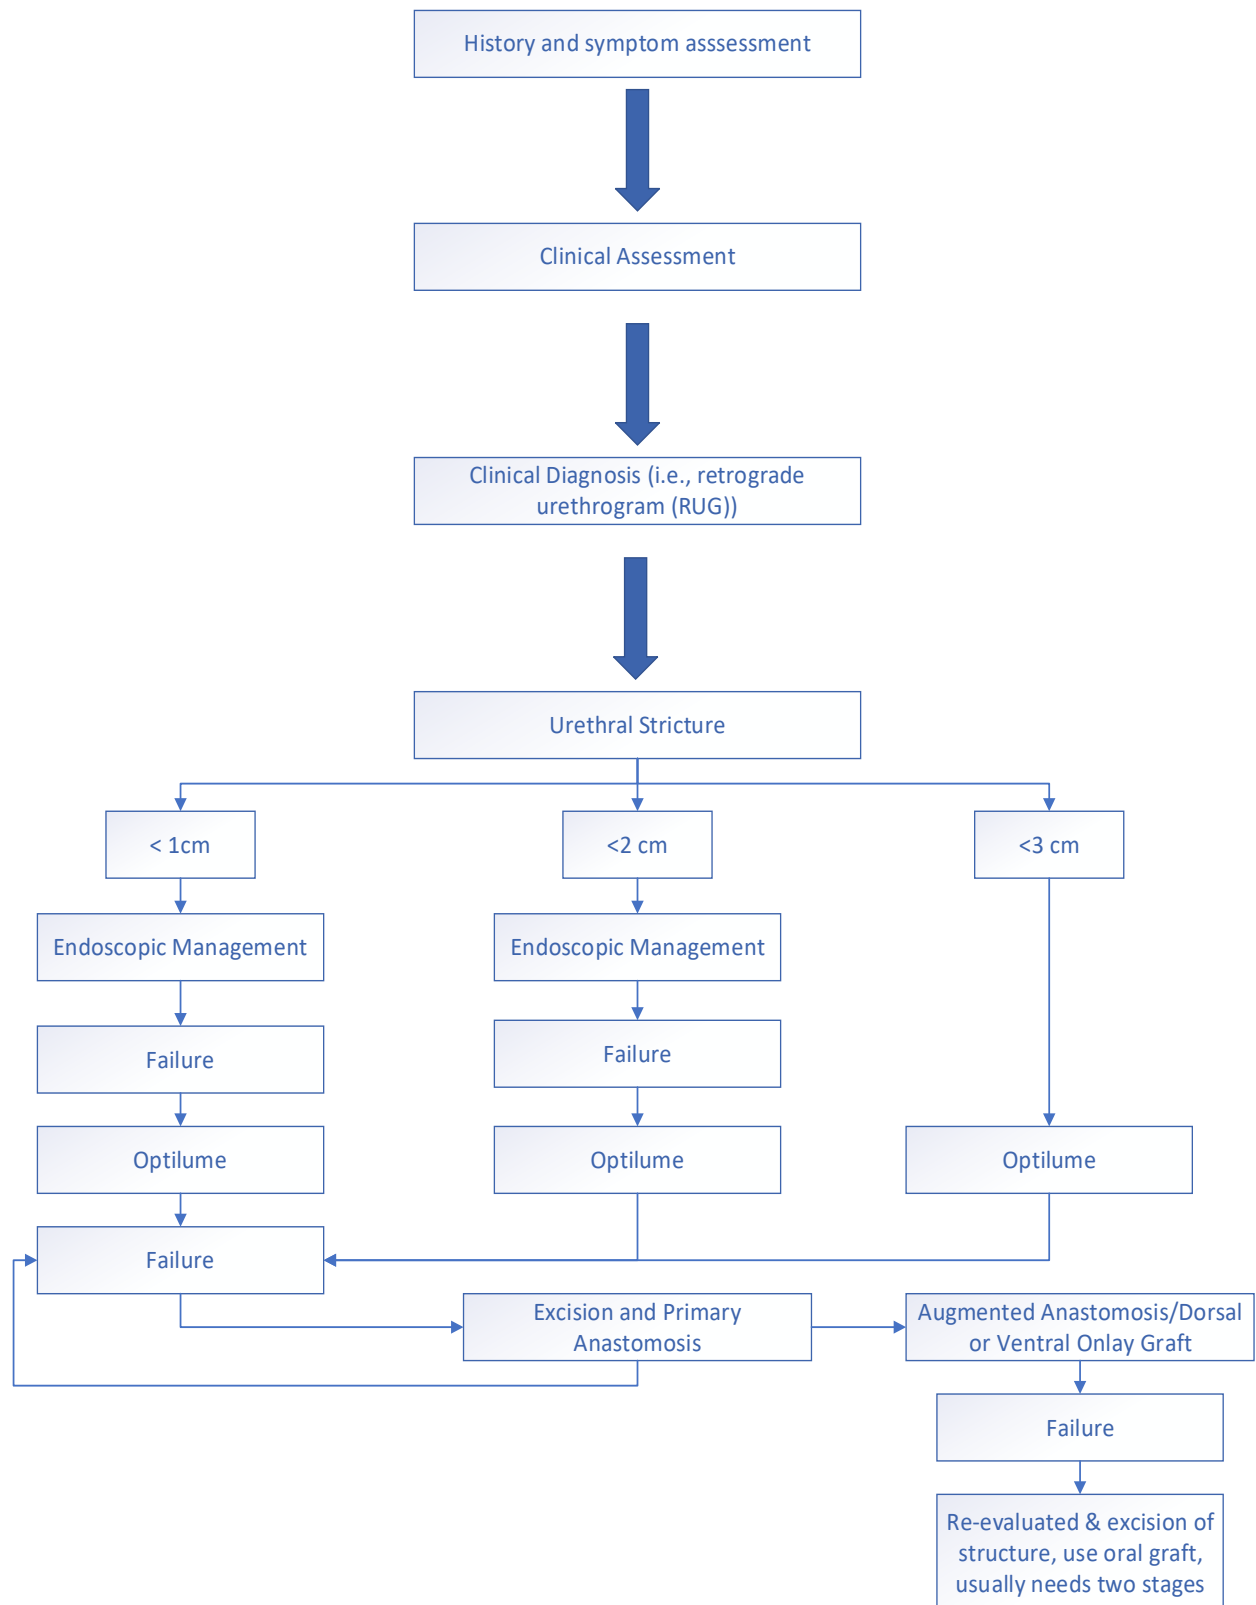 History and symptom asssessment
Clinical Assessment
Clinical Diagnosis (i.e., retrograde
urethrogram (RUG))
Urethral Stricture
< 1cm
<2 cm
<3 cm
Endoscopic Management
Endoscopic Management
Failure
Failure
Optilume
Optilume
Optilume
Failure
Excision and Primary
Anastomosis
Augmented Anastomosis/Dorsal
or Ventral Onlay Graft
Failure
Re-evaluated & excision of
structure, use oral graft,
usually needs two stages